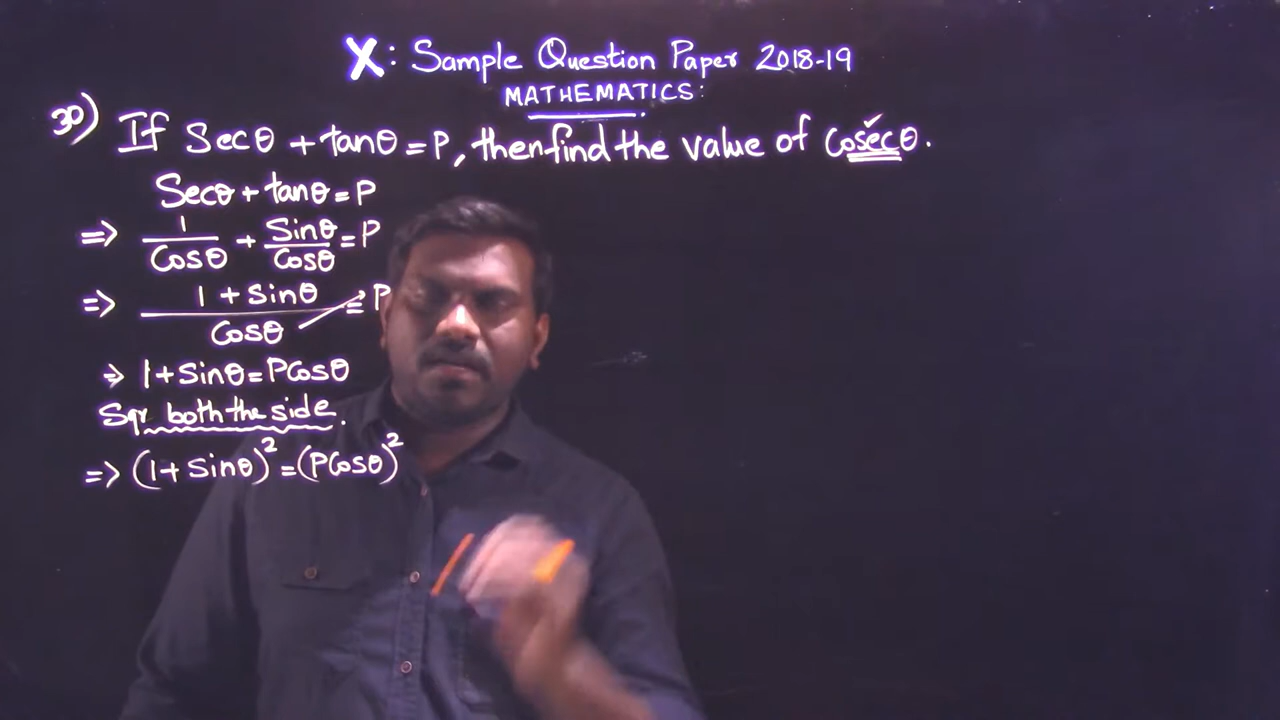 X: Sample Question Paper 2018-19
MATHEMATICS:
30) If Secθ + tanθ = P, then find the value of Cosecθ.
Secθ + tanθ = P
=> 1/Cosθ + Sinθ/Cosθ = P
=> 1 + Sinθ/Cosθ = P
=> 1 + Sinθ = PCosθ
Sqr both the side.
=> (1 + Sinθ)² = (PCosθ)²